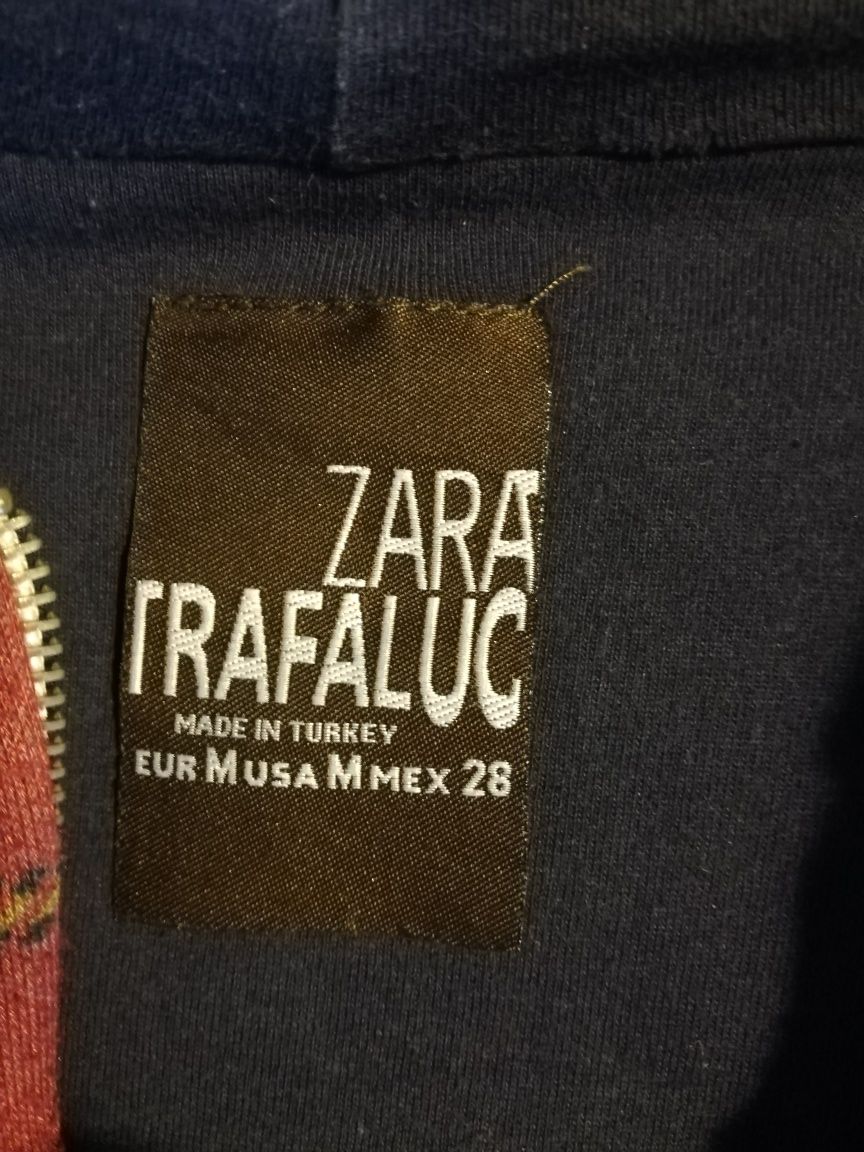 ZARA
TRAFALUC
MADE IN TURKEY
EUR M USA M MEX 28